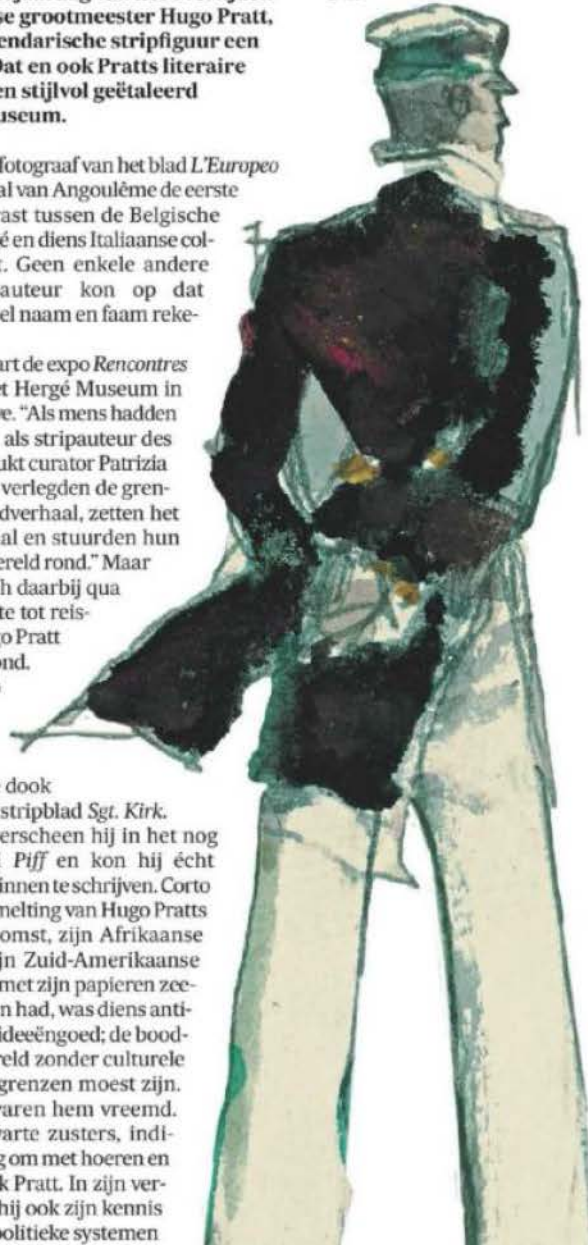 se grootmeester Hugo Pratt,
endarische stripfiguur een
Dat en ook Pratts literaire
en stijlvol geëtaleerd
useum.
fotograaf van het blad L'Europeo
al van Angoulême de eerste
rast tussen de Belgische
é en diens Italiaanse col-
t. Geen enkele andere
auteur kon op dat
el naam en faam reke-
art de expo Rencontres
et Hergé Museum in
ve. “Als mens hadden
als stripauteur des
ukt curator Patrizia
verlegden de gren-
dverhaal, zetten het
al en stuurden hun
ereld rond.” Maar
h daarbij qua
te tot reis-
go Pratt
ond.
e dook
stripblad Sgt. Kirk.
erscheen hij in het nog
l Piff en kon hij écht
innen te schrijven. Corto
melting van Hugo Pratts
omst, zijn Afrikaanse
jn Zuid-Amerikaanse
met zijn papieren zee-
n had, was diens anti-
ideeëngoed; de bood-
reld zonder culturele
grenzen moest zijn.
varen hem vreemd.
arte zusters, indi-
g om met hoeren en
k Pratt. In zijn ver-
hij ook zijn kennis
politieke systemen